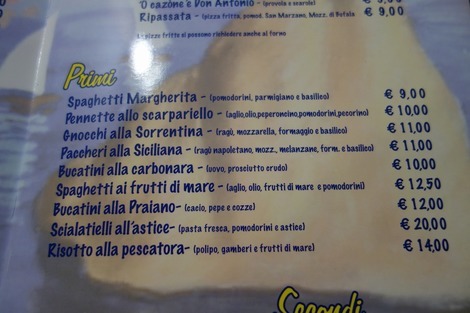 'O cazone e Don Antonio - (provola e scarola)
Ripassata - (pizza fritta, pomod. San Marzano, Mozz. di Bufala € 9,00
La pizze fritte si possono richiedere anche al forno
Primi
Spaghetti Margherita - (pomodorini, parmigiano e basilico) € 9,00
Pennette allo scarpariello - (aglio,olio,peperoncino,pomodorini,pecorino) € 10,00
Gnocchi alla Sorrentina - (ragù, mozzarella, formaggio e basilico) € 11,00
Paccheri alla Siciliana - (ragù napoletano, mozz., melanzane, form. e basilico) € 11,00
Bucatini alla carbonara - (uovo, prosciutto crudo) € 10,00
Spaghetti ai frutti di mare - (aglio, olio, frutti di mare e pomodorini) € 12,50
Bucatini alla Praiano- (cacio, pepe e cozze) € 12,00
Scialatielli all'astice- (pasta fresca, pomodorini e astice) € 20,00
Risotto alla pescatora- (polipo, gamberi e frutti di mare) € 14,00
Secondi